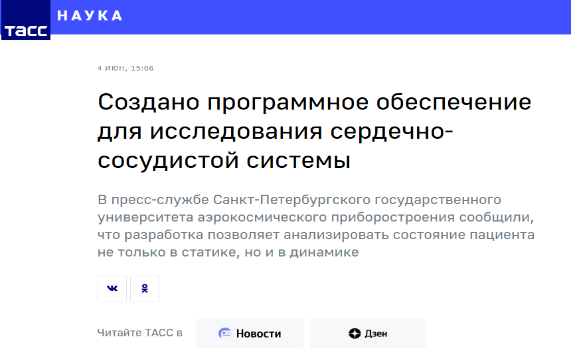 ТАСС НАУКА
4 ИЮН, 15:06
Создано программное обеспечение
для исследования сердечно-
сосудистой системы
В пресс-службе Санкт-Петербургского государственного
университета аэрокосмического приборостроения сообщили,
что разработка позволяет анализировать состояние пациента
не только в статике, но и в динамике
Читайте ТАСС в Новости Дзен